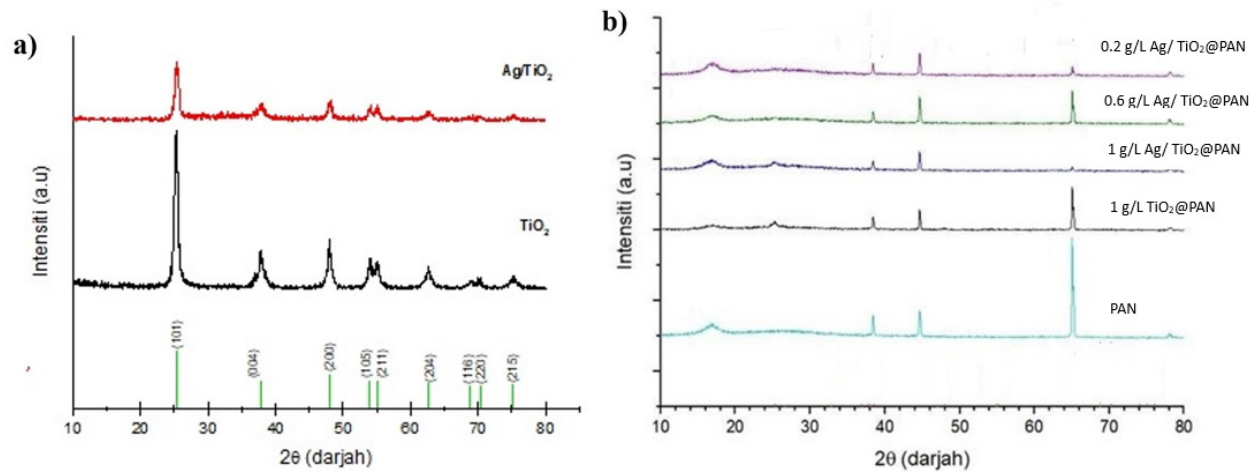 a)
Ag/TiO₂
TiO₂
Intensiti (a.u)
(101)
(004)
(200)
(105)
(211)
(204)
(116)
(220)
(215)
10 20 30 40 50 60 70 80
2θ (darjah)
b)
0.2 g/L Ag/ TiO₂@PAN
0.6 g/L Ag/ TiO₂@PAN
1 g/L Ag/ TiO₂@PAN
1 g/L TiO₂@PAN
PAN
Intensiti (a.u)
10 20 30 40 50 60 70 80
2θ (darjah)